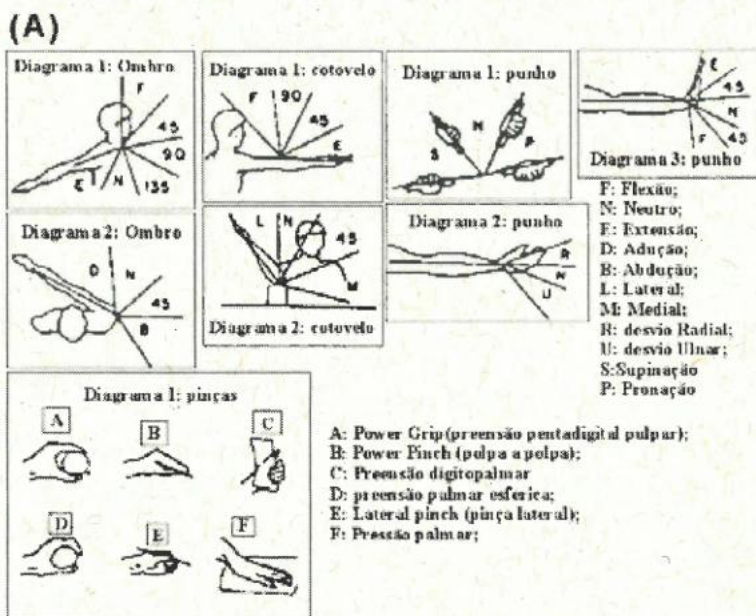 (A)
Diagrama 1: Ombro
F
45
90
135
N
E
Diagrama 1: cotovelo
F
90
45
E
Diagrama 1: punho
S
N
P
E
45
N
45
F
Diagrama 3: punho
Diagrama 2: Ombro
D
N
45
B
L
N
45
M
Diagrama 2: cotovelo
Diagrama 2: punho
R
N
U
F: Flexão;
N: Neutro;
E: Extensão;
D: Adução;
B: Abdução;
L: Lateral;
M: Medial;
R: desvio Radial;
U: desvio Ulnar;
S:Supinação
P: Pronação
Diagrama 1: pinças
A
B
C
D
E
F
A: Power Grip(preensão pentadigital pulpar);
B: Power Pinch (polpa a polpa);
C: Preensão digitopalmar
D: preensão palmar esferica;
E: Lateral pinch (pinça lateral);
F: Pressão palmar;